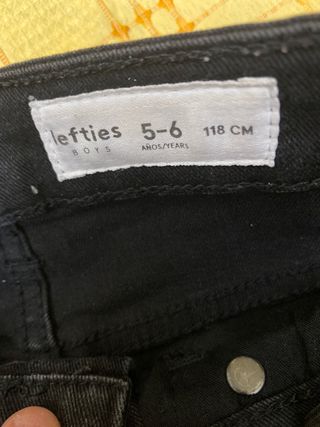 lefties 5-6 118 CM
BOYS AÑOS/YEARS